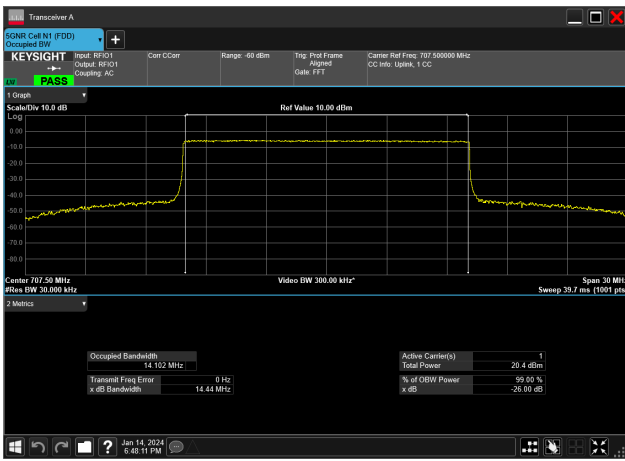 Transceiver A
5GNR Cell N1 (FDD)
Occupied BW
KEYSIGHT
PASS
Input: RFIO1
Output: RFIO1
Coupling: AC
Corr CCorr
Range: -60 dBm
Trig: Prot Frame
Aligned
Gate: FFT
Carrier Ref Freq: 707.500000 MHz
CC Info: Uplink, 1 CC
1 Graph
Scale/Div 10.0 dB
Ref Value 10.00 dBm
Log
0.00
-10.0
-20.0
-30.0
-40.0
-50.0
-60.0
-70.0
-80.0
Center 707.50 MHz
Video BW 300.00 kHz*
Span 30 MHz
#Res BW 30.000 kHz
Sweep 39.7 ms (1001 pts
2 Metrics
Occupied Bandwidth
14.102 MHz
Transmit Freq Error 0 Hz
x dB Bandwidth 14.44 MHz
Active Carrier(s) 1
Total Power 20.4 dBm
% of OBW Power 99.00 %
x dB -26.00 dB
?
Jan 14, 2024
6:48:11 PM